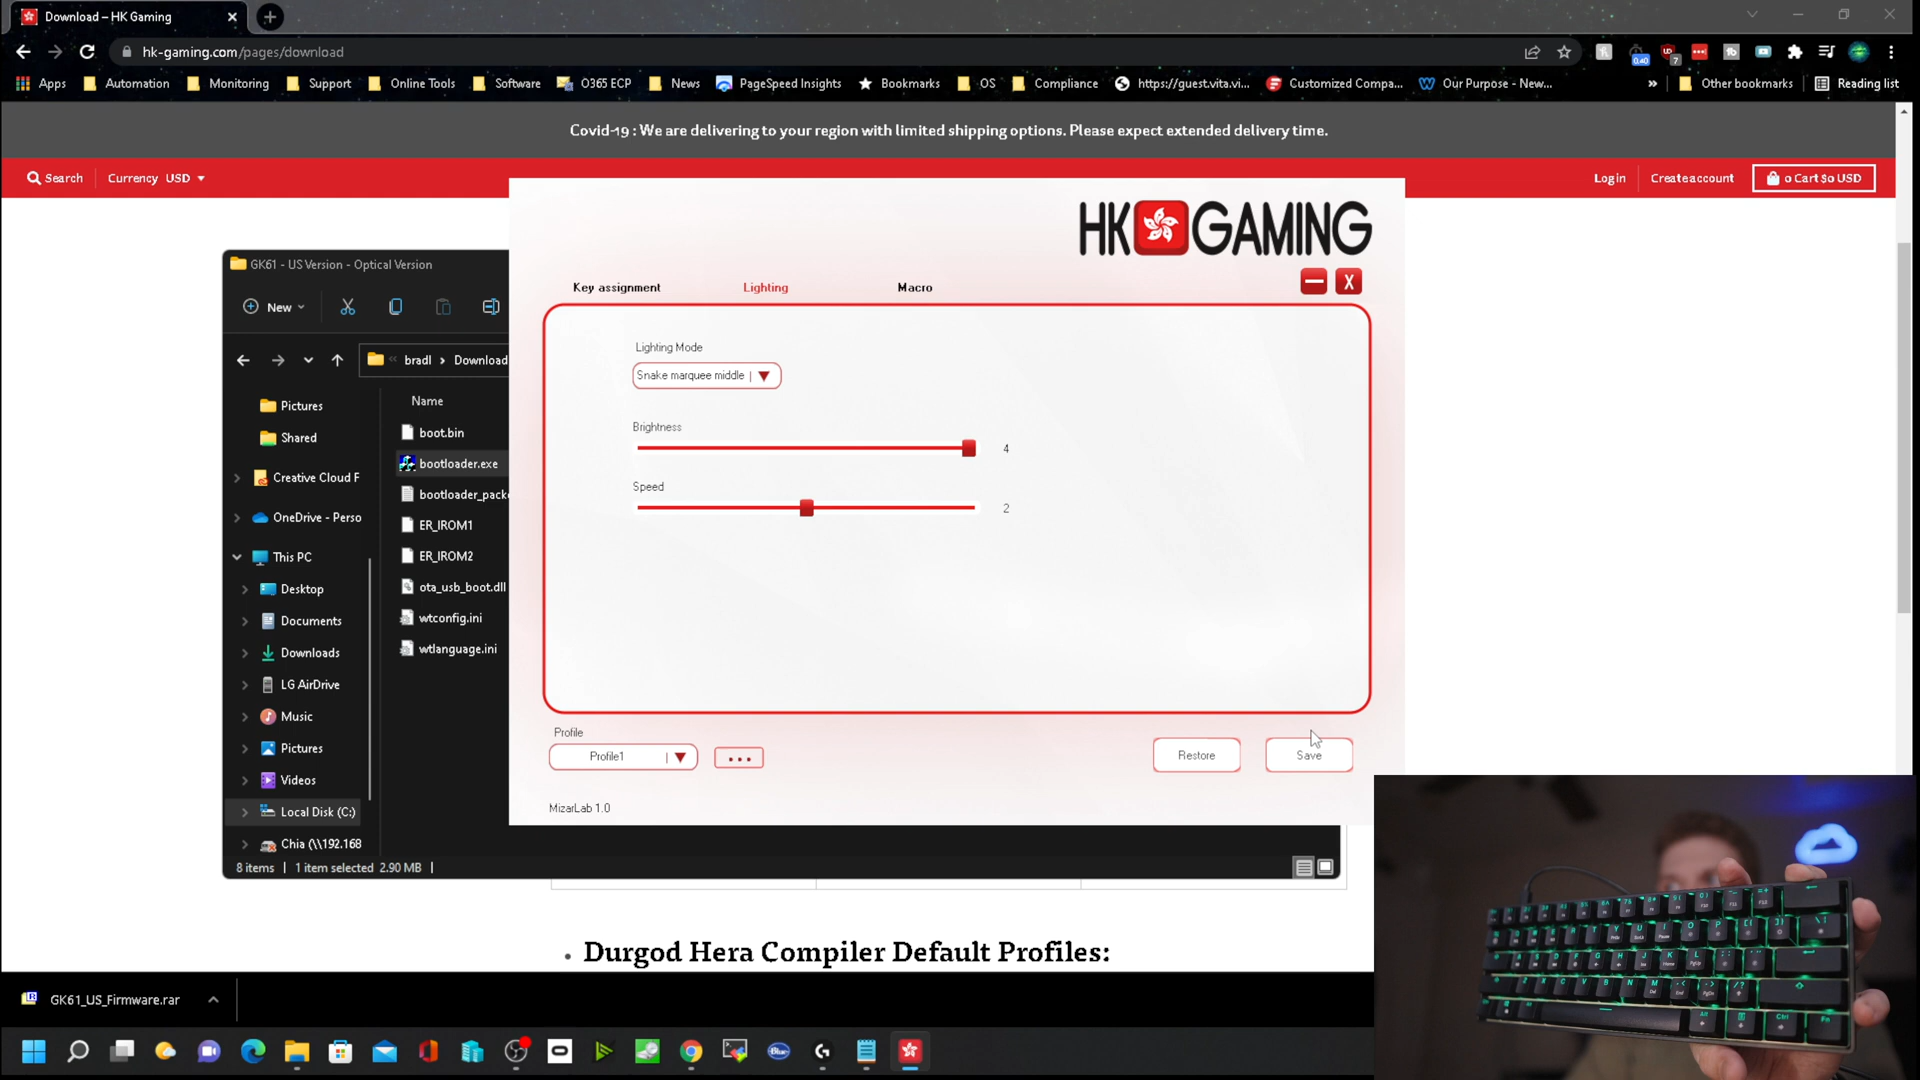 Download – HK Gaming
hk-gaming.com/pages/download
0.40
7
Apps
Automation
Monitoring
Support
Online Tools
Software
O365 ECP
News
PageSpeed Insights
Bookmarks
OS
Compliance
https://guest.vita.vi...
Customized Compa...
Our Purpose - New...
»
Other bookmarks
Reading list
Covid-19 : We are delivering to your region with limited shipping options. Please expect extended delivery time.
Search
Currency USD
Login
Create account
0 Cart $0 USD
HK GAMING
GK61 - US Version - Optical Version
Key assignment
Lighting
Macro
X
New
Lighting Mode
Snake marquee middle
bradl › Download
Name
Brightness
4
Speed
2
Pictures
Shared
Creative Cloud F
OneDrive - Perso
This PC
Desktop
Documents
Downloads
LG AirDrive
Music
Pictures
Videos
Local Disk (C:)
Chia (\\192.168
boot.bin
bootloader.exe
bootloader_pack
ER_IROM1
ER_IROM2
ota_usb_boot.dll
wtconfig.ini
wtlanguage.ini
Profile
Profile1
...
Restore
Save
MizarLab 1.0
8 items
1 item selected 2.90 MB
• Durgod Hera Compiler Default Profiles:
GK61_US_Firmware.rar
Blue